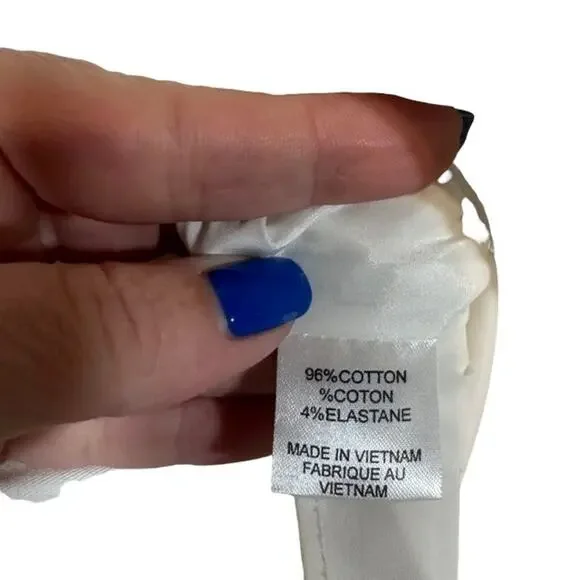 96%COTTON
%COTON
4%ELASTANE
MADE IN VIETNAM
FABRIQUE AU
VIETNAM